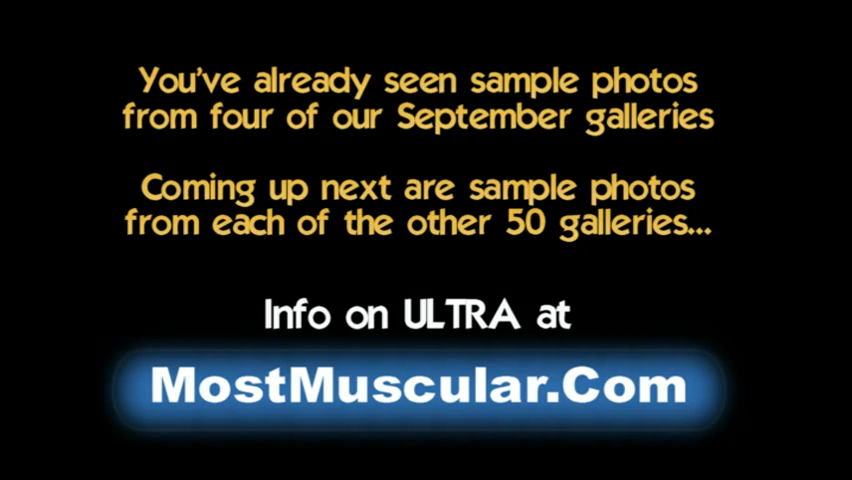 You've already seen sample photos
from four of our September galleries
Coming up next are sample photos
from each of the other 50 galleries...
Info on ULTRA at
MostMuscular.Com